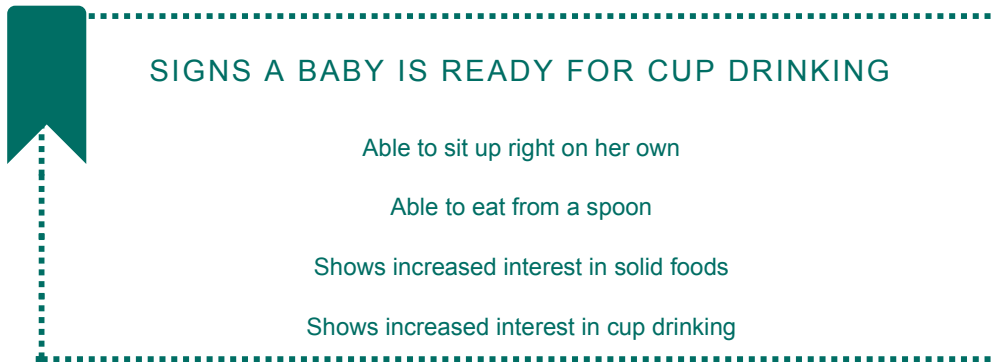 SIGNS A BABY IS READY FOR CUP DRINKING
Able to sit up right on her own
Able to eat from a spoon
Shows increased interest in solid foods
Shows increased interest in cup drinking